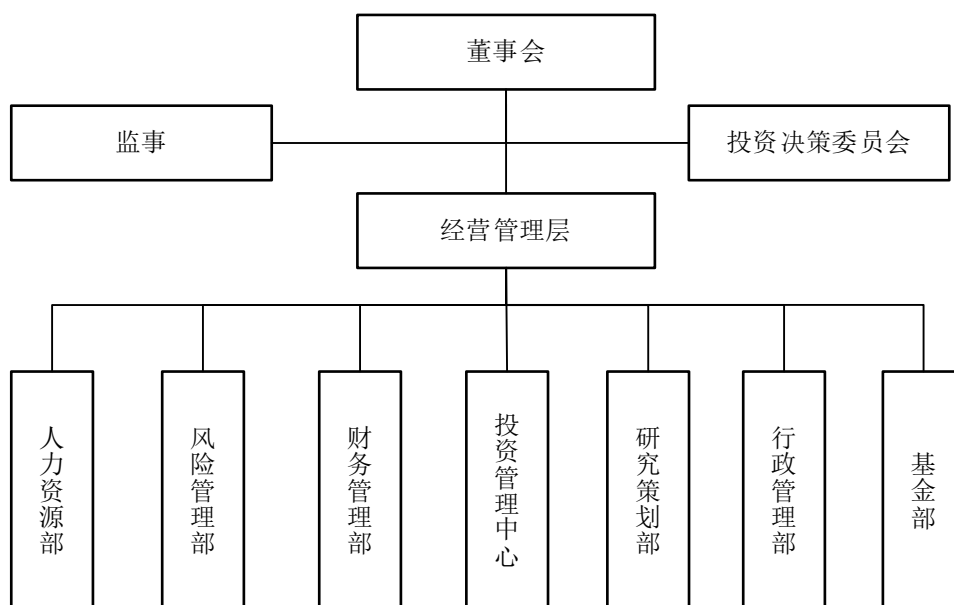 董事会
监事
投资决策委员会
经营管理层
人力资源部
风险管理部
财务管理部
投资管理中心
研究策划部
行政管理部
基金部